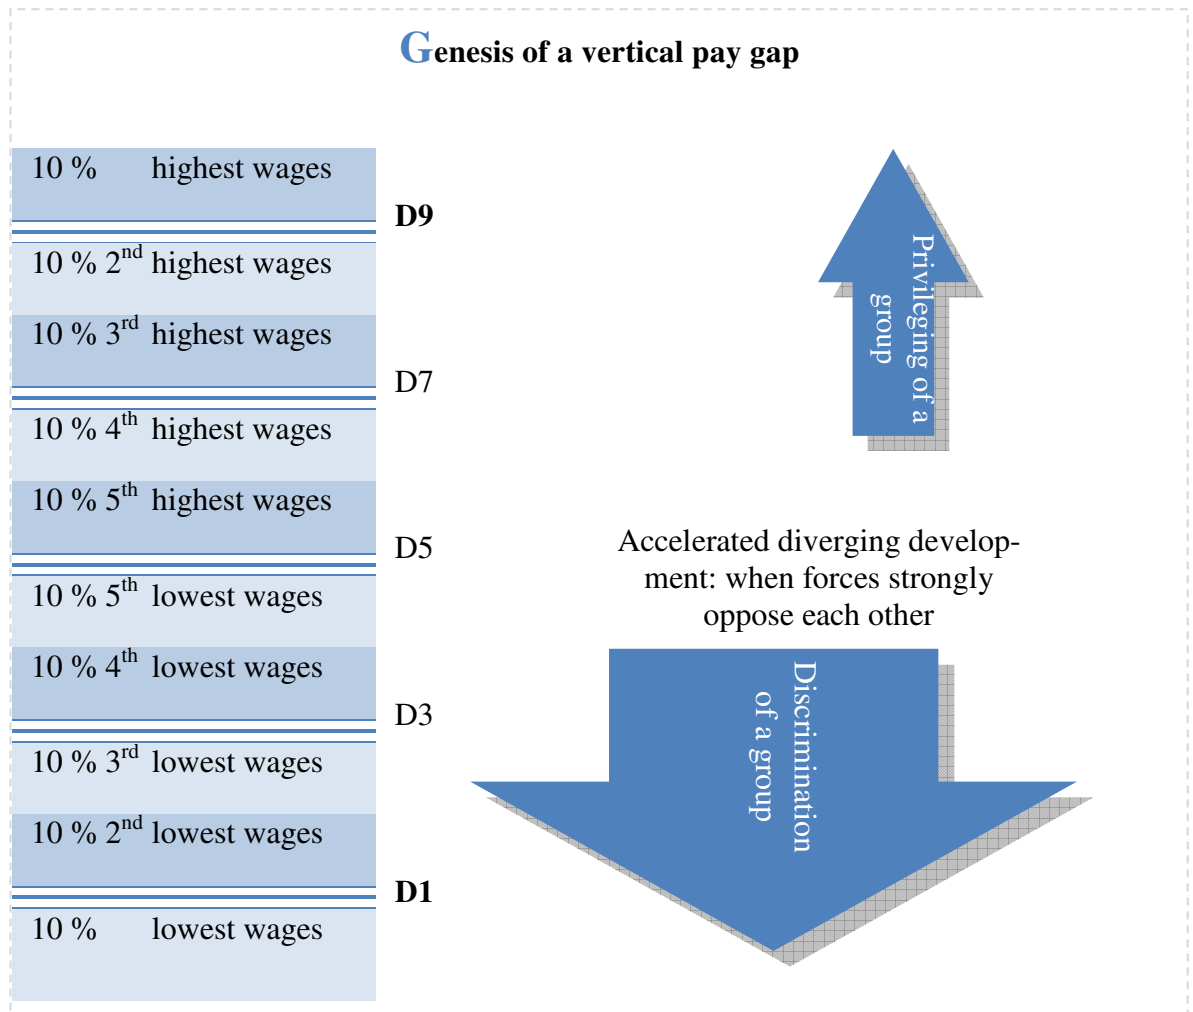 Genesis of a vertical pay gap
10 % highest wages
D9
10 % 2nd highest wages
10 % 3rd highest wages
D7
10 % 4th highest wages
10 % 5th highest wages
D5
10 % 5th lowest wages
10 % 4th lowest wages
D3
10 % 3rd lowest wages
10 % 2nd lowest wages
D1
10 % lowest wages
Privileging of a
group
Accelerated diverging develop-
ment: when forces strongly
oppose each other
Discrimination
of a group